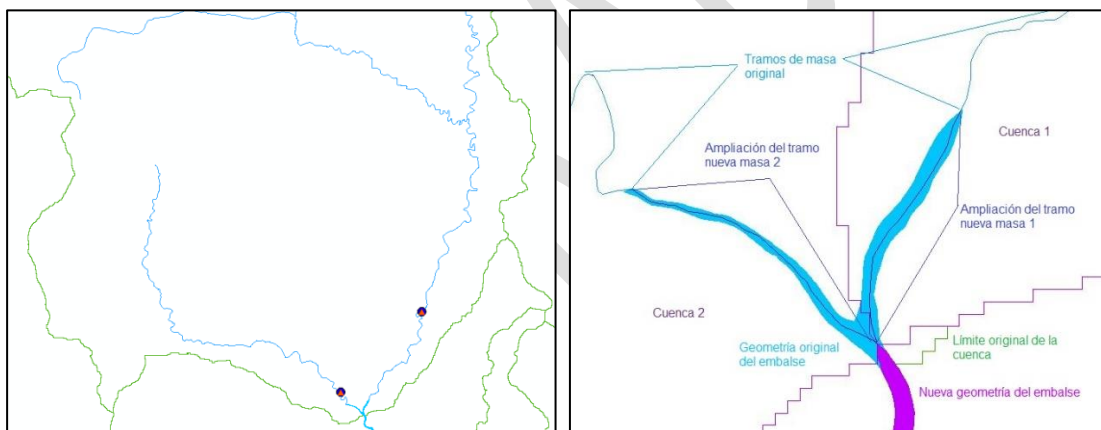 Tramos de masa
original
Cuenca 1
Ampliación del tramo
nueva masa 2
Ampliación del tramo
nueva masa 1
Cuenca 2
Geometría original
del embalse
Límite original de la
cuenca
Nueva geometría del embalse